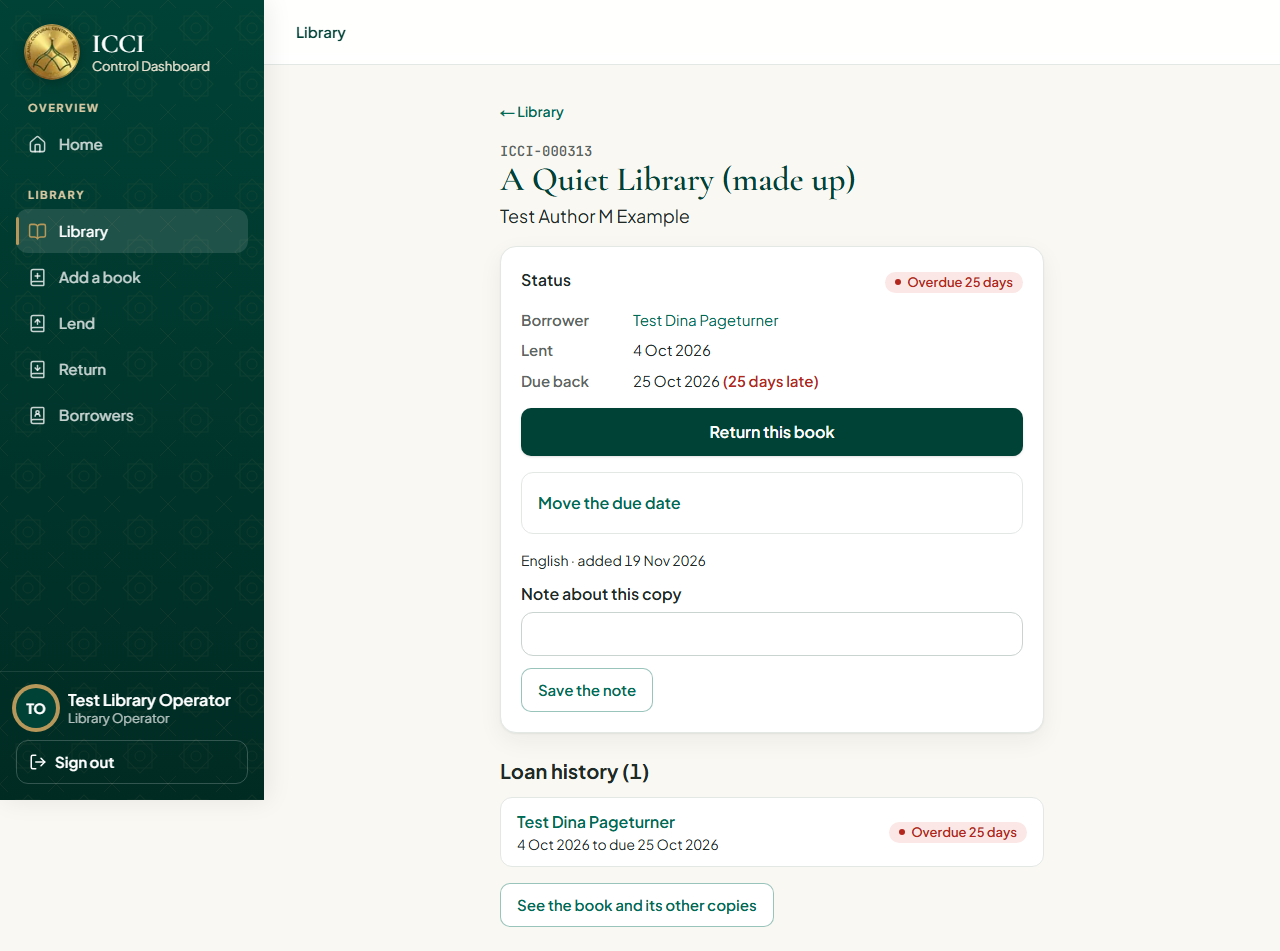 ICCI
Control Dashboard
OVERVIEW
Home
LIBRARY
Library
Add a book
Lend
Return
Borrowers
TO
Test Library Operator
Library Operator
Sign out
Library
← Library
ICCI-000313
A Quiet Library (made up)
Test Author M Example
Status
Overdue 25 days
Borrower Test Dina Pageturner
Lent 4 Oct 2026
Due back 25 Oct 2026 (25 days late)
Return this book
Move the due date
English · added 19 Nov 2026
Note about this copy
Save the note
Loan history (1)
Test Dina Pageturner
4 Oct 2026 to due 25 Oct 2026
Overdue 25 days
See the book and its other copies